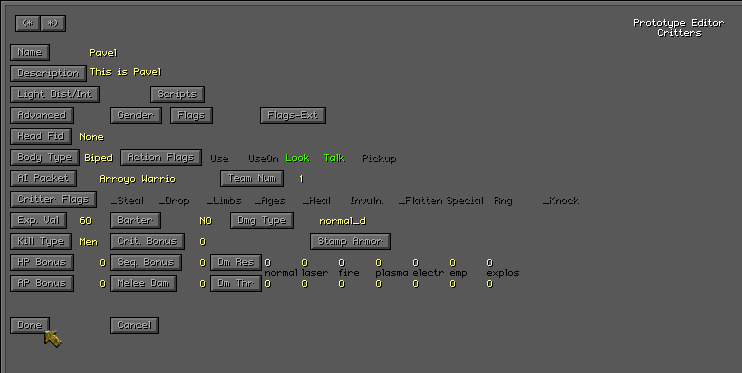 (* *) Prototype Editor
Critters
Name Pavel
Description This is Pavel
Light Dist/Int Scripts
Advanced Gender Flags Flags-Ext
Head Fid None
Body Type Biped Action Flags Use UseOn Look Talk Pickup
AI Packet Arroyo Warrio Team Num 1
Critter Flags _Steal _Drop _Limbs _Ages _Heal Invuln. _Flatten Special Rng _Knock
Exp. Val 60 Barter NO Dmg Type normal_d
Kill Type Men Crit. Bonus 0 Stamp Armor
HP Bonus 0 Seq. Bonus 0 Dm Res 0 0 0 0 0 0 0
normal laser fire plasma electr emp explos
AP Bonus 0 Melee Dam 0 Dm Thr 0 0 0 0 0 0 0
Done Cancel